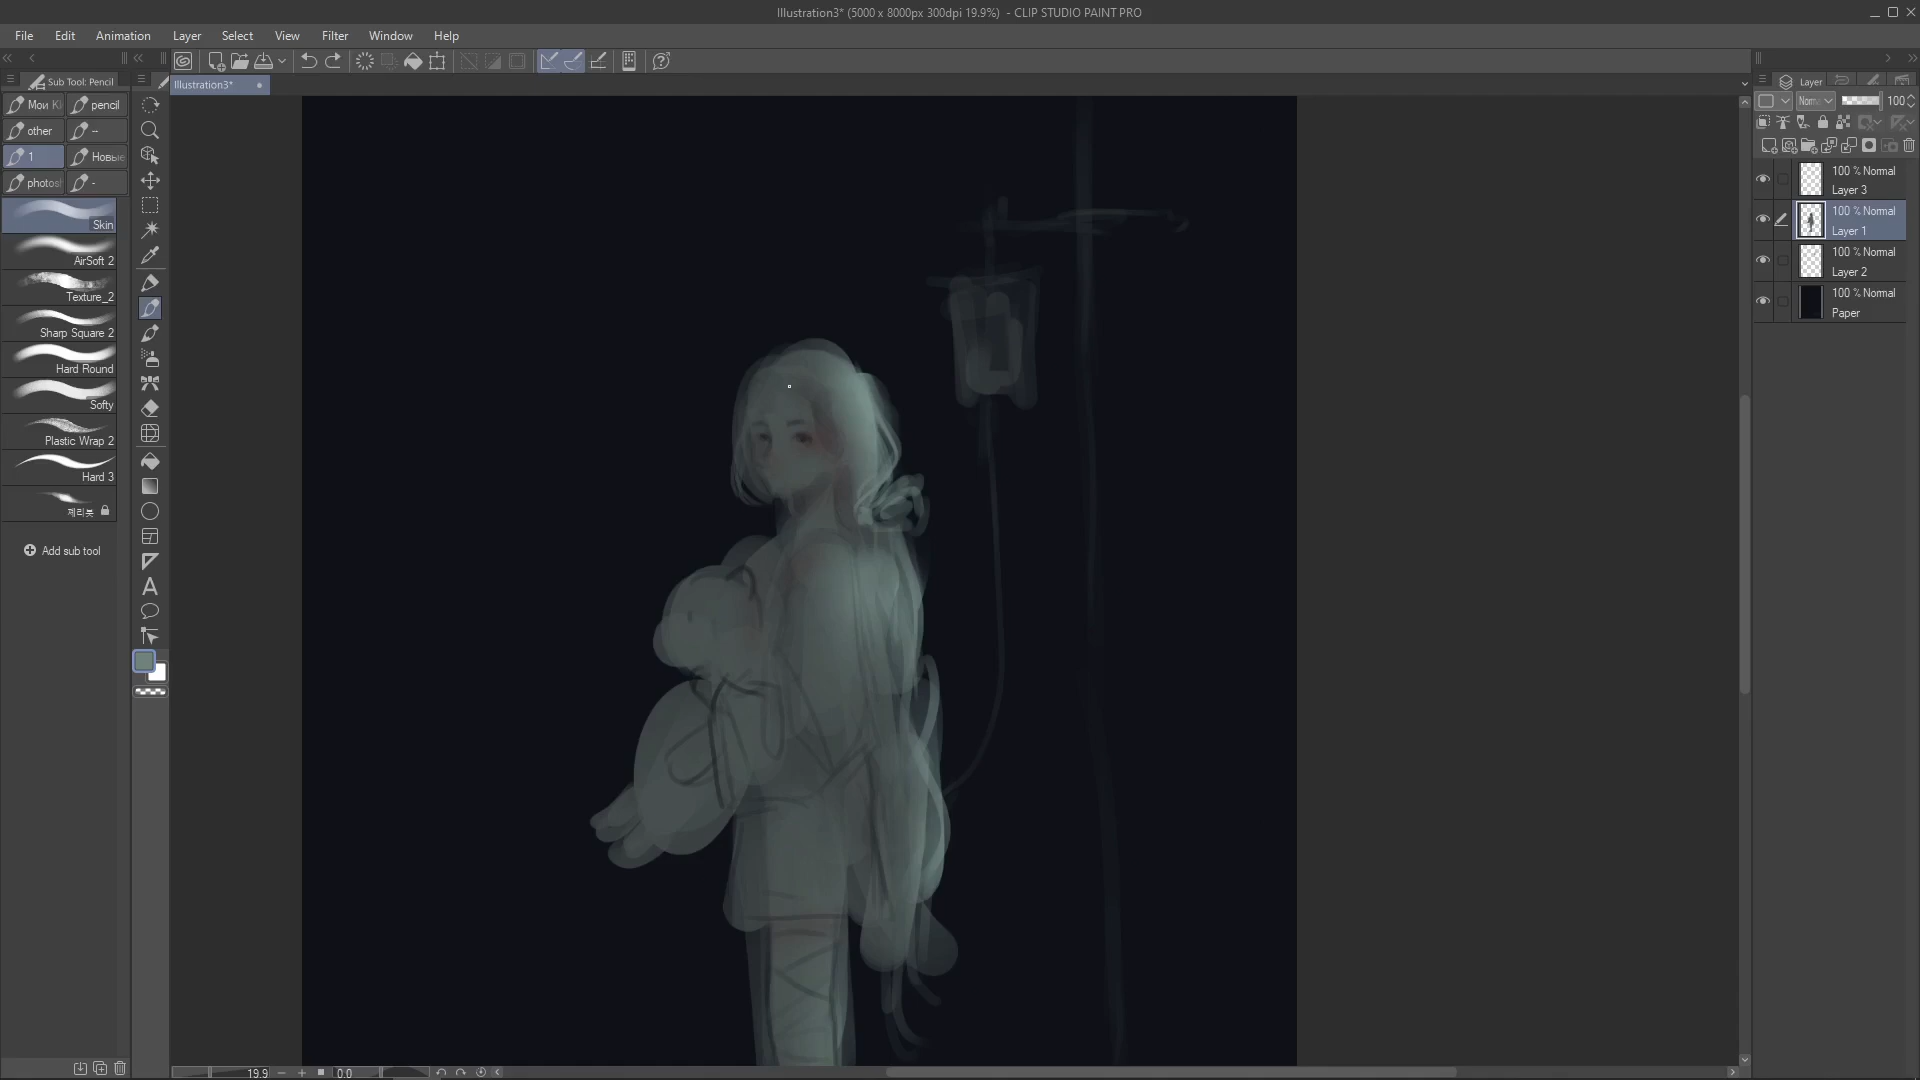 Illustration3* (5000 x 8000px 300dpi 19.9%) - CLIP STUDIO PAINT PRO
File Edit Animation Layer Select View Filter Window Help
Sub Tool: Pencil
Illustration3*
Layer
Мои
pencil
other
--
1
Новые
photos
-
Skin
AirSoft 2
Texture_2
Sharp Square 2
Hard Round
Softy
Plastic Wrap 2
Hard 3
Add sub tool
100
100 % Normal
Layer 3
100 % Normal
Layer 1
100 % Normal
Layer 2
100 % Normal
Paper
19.9
0.0